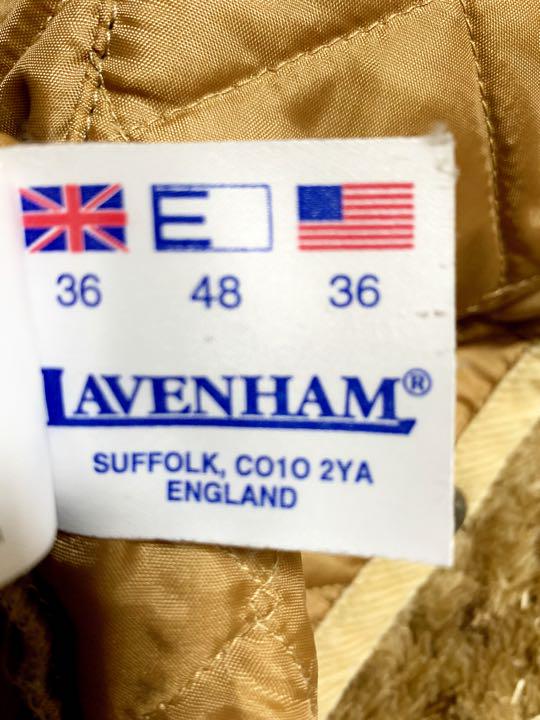 E
36 48 36
LAVENHAM®
SUFFOLK, CO10 2YA
ENGLAND